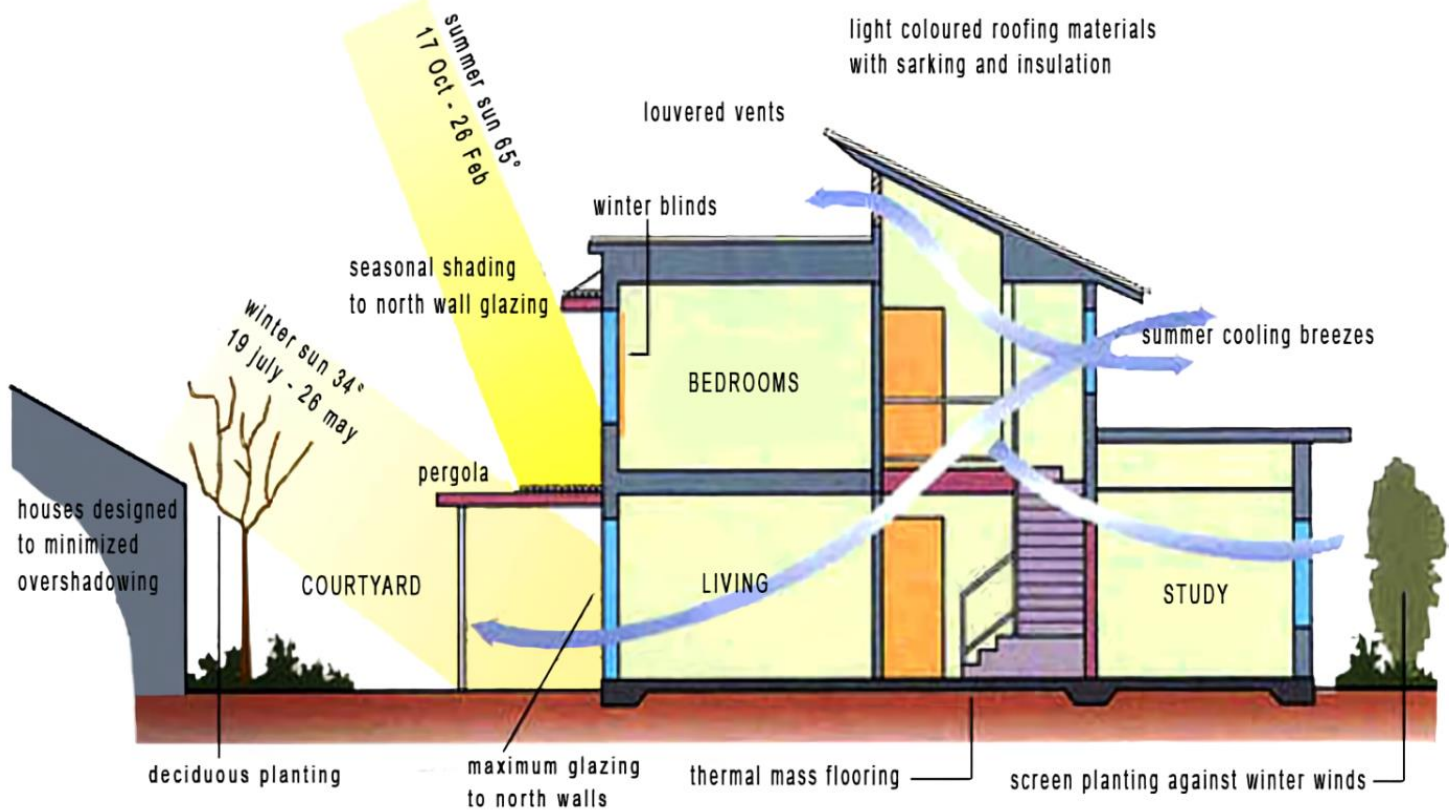 summer sun 65°
17 Oct - 26 Feb
light coloured roofing materials
with sarking and insulation
louvered vents
winter blinds
seasonal shading
to north wall glazing
winter sun 34°
19 july - 26 may
summer cooling breezes
BEDROOMS
pergola
houses designed
to minimized
overshadowing
COURTYARD
LIVING
STUDY
deciduous planting
maximum glazing
to north walls
thermal mass flooring
screen planting against winter winds